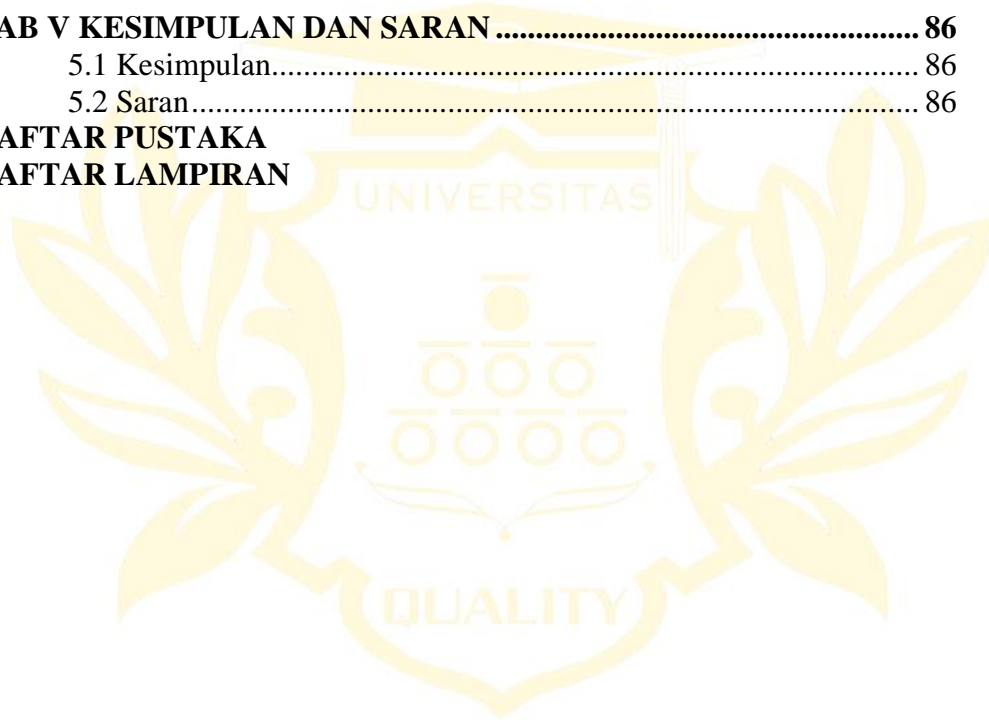 AB V KESIMPULAN DAN SARAN..................................................... 86
5.1 Kesimpulan................................................................................. 86
5.2 Saran........................................................................................... 86
AFTAR PUSTAKA
AFTAR LAMPIRAN
UNIVERSITAS
QUALITY